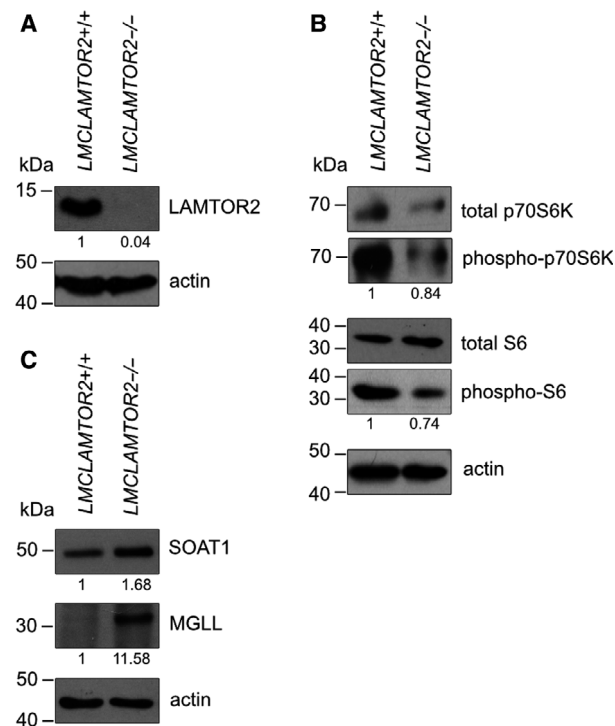 A
LMCLAMTOR2+/+
LMCLAMTOR2–/–
kDa
15
LAMTOR2
1 0.04
50
actin
40
B
LMCLAMTOR2+/+
LMCLAMTOR2–/–
kDa
70
total p70S6K
70
phospho-p70S6K
1 0.84
40
total S6
30
40
phospho-S6
30
1 0.74
50
actin
40
C
LMCLAMTOR2+/+
LMCLAMTOR2–/–
kDa
50
SOAT1
1 1.68
30
MGLL
1 11.58
50
actin
40